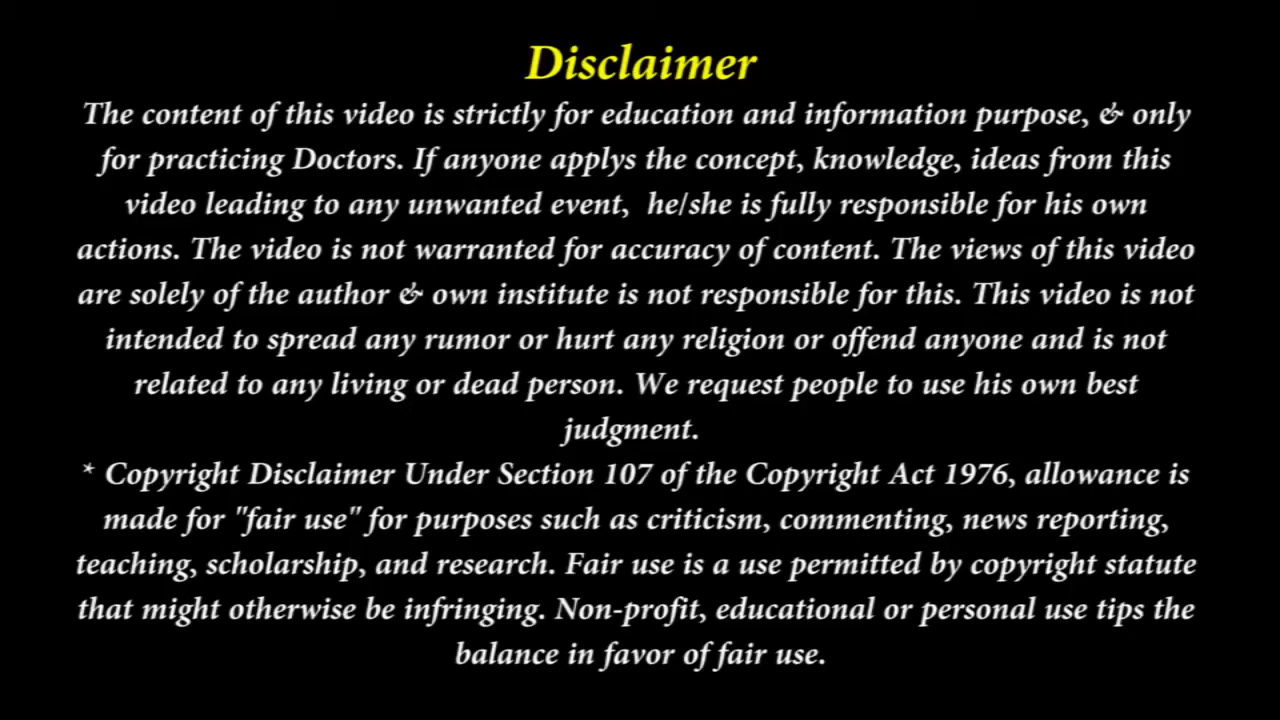 Disclaimer
The content of this video is strictly for education and information purpose, & only
for practicing Doctors. If anyone applys the concept, knowledge, ideas from this
video leading to any unwanted event, he/she is fully responsible for his own
actions. The video is not warranted for accuracy of content. The views of this video
are solely of the author & own institute is not responsible for this. This video is not
intended to spread any rumor or hurt any religion or offend anyone and is not
related to any living or dead person. We request people to use his own best
judgment.
* Copyright Disclaimer Under Section 107 of the Copyright Act 1976, allowance is
made for "fair use" for purposes such as criticism, commenting, news reporting,
teaching, scholarship, and research. Fair use is a use permitted by copyright statute
that might otherwise be infringing. Non-profit, educational or personal use tips the
balance in favor of fair use.